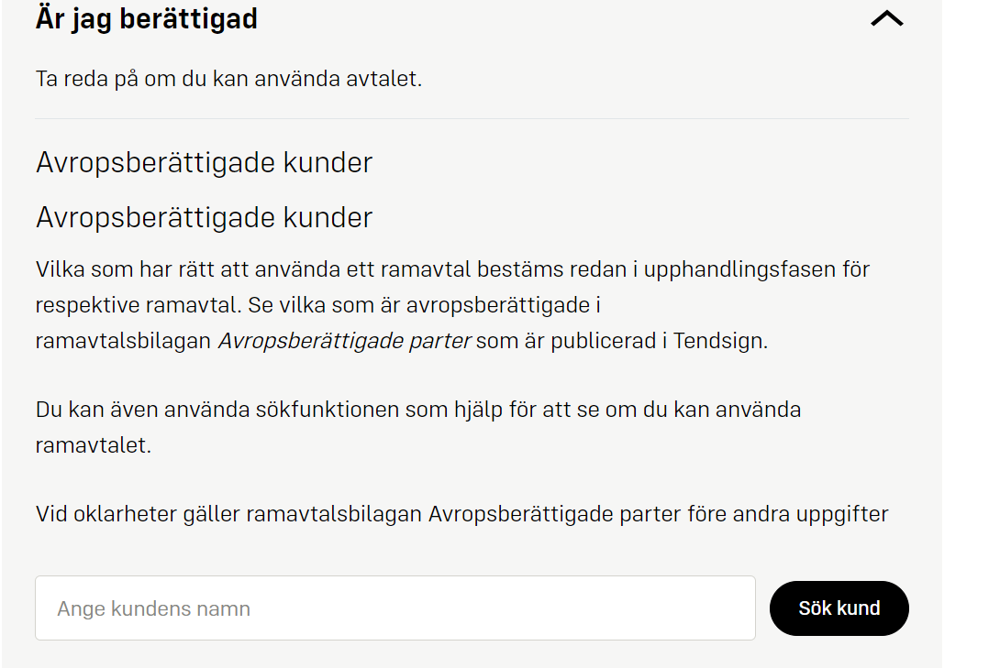 Är jag berättigad
Ta reda på om du kan använda avtalet.
Avropsberättigade kunder
Avropsberättigade kunder
Vilka som har rätt att använda ett ramavtal bestäms redan i upphandlingsfasen för
respektive ramavtal. Se vilka som är avropsberättigade i
ramavtalsbilagan Avropsberättigade parter som är publicerad i Tendsign.
Du kan även använda sökfunktionen som hjälp för att se om du kan använda
ramavtalet.
Vid oklarheter gäller ramavtalsbilagan Avropsberättigade parter före andra uppgifter
Ange kundens namn
Sök kund